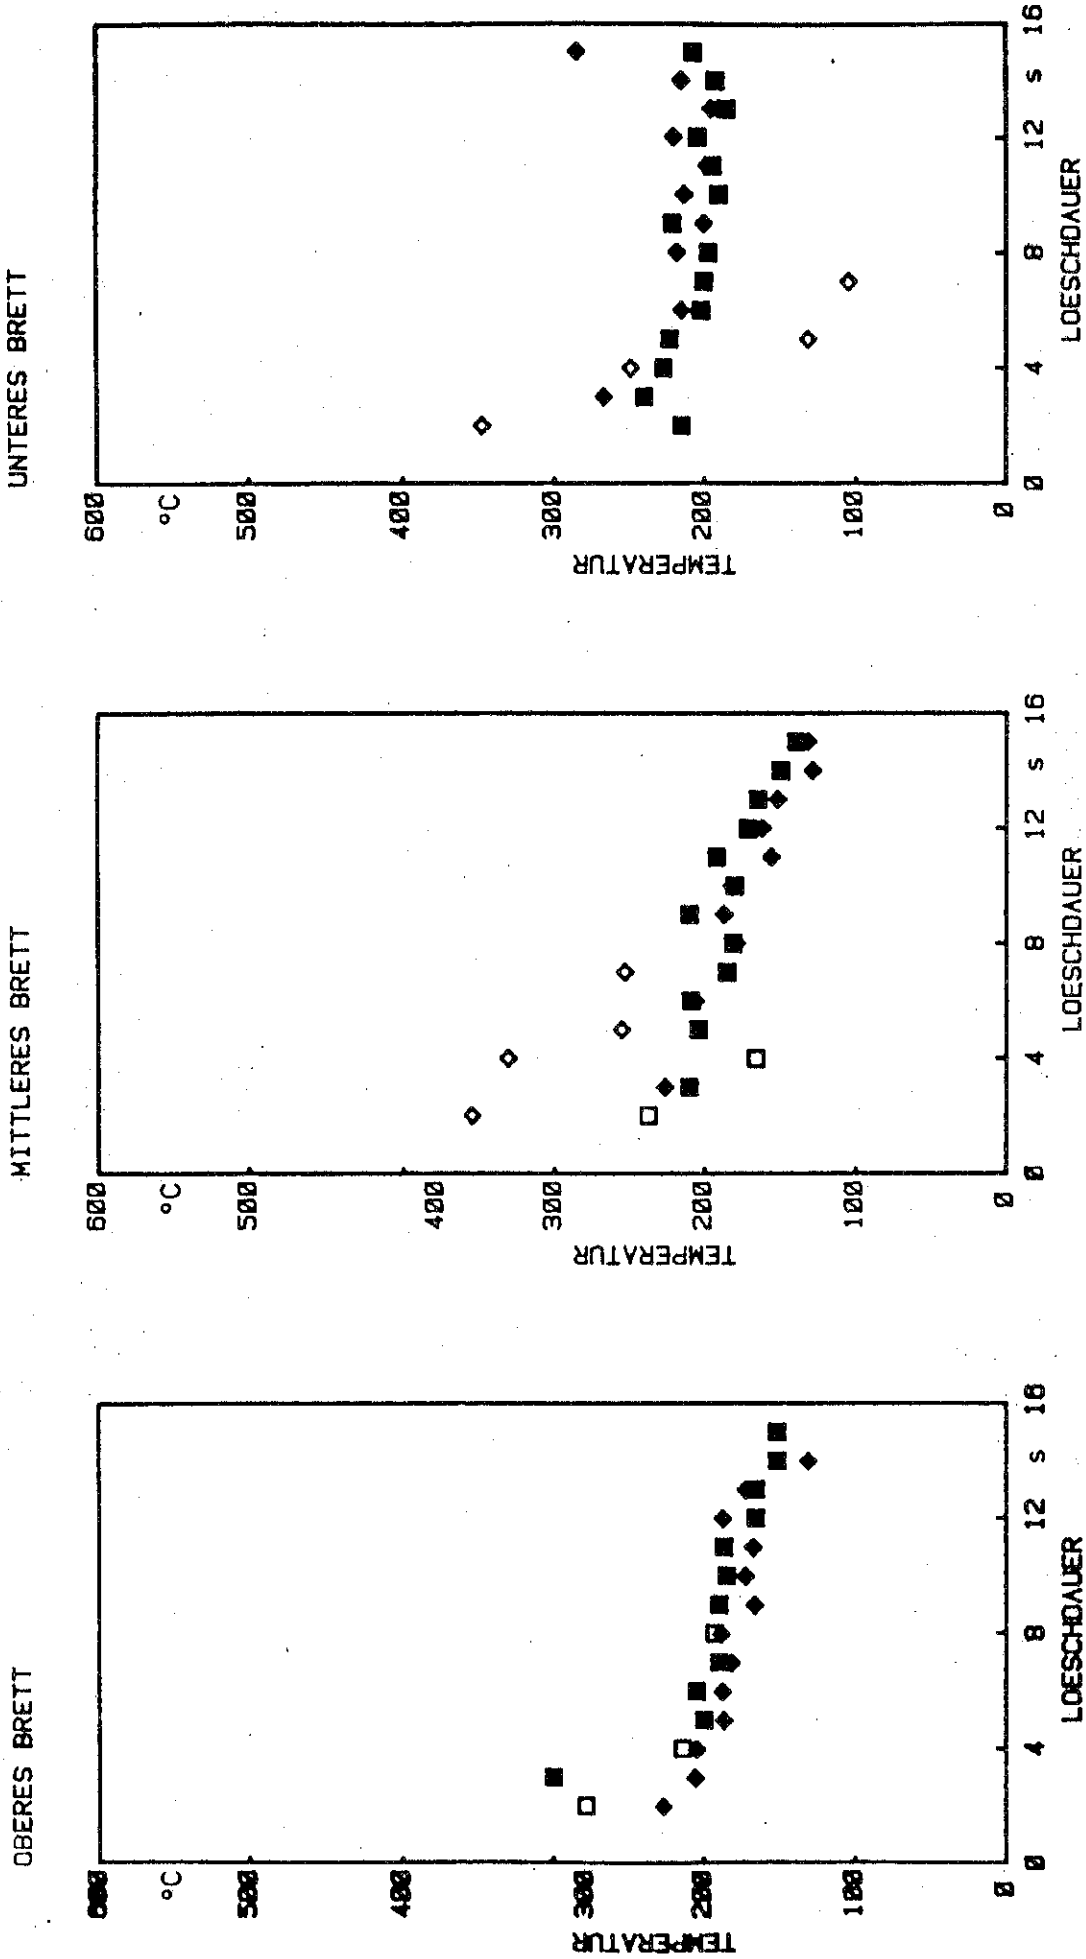 OBERES BRETT
600
°C
500
400
300
200
100
0
TEMPERATUR
0 4 8 12 s 16
LOESCHDAUER
MITTLERES BRETT
600
°C
500
400
300
200
100
0
TEMPERATUR
0 4 8 12 s 16
LOESCHDAUER
UNTERES BRETT
600
°C
500
400
300
200
100
0
TEMPERATUR
0 4 8 12 s 16
LOESCHDAUER